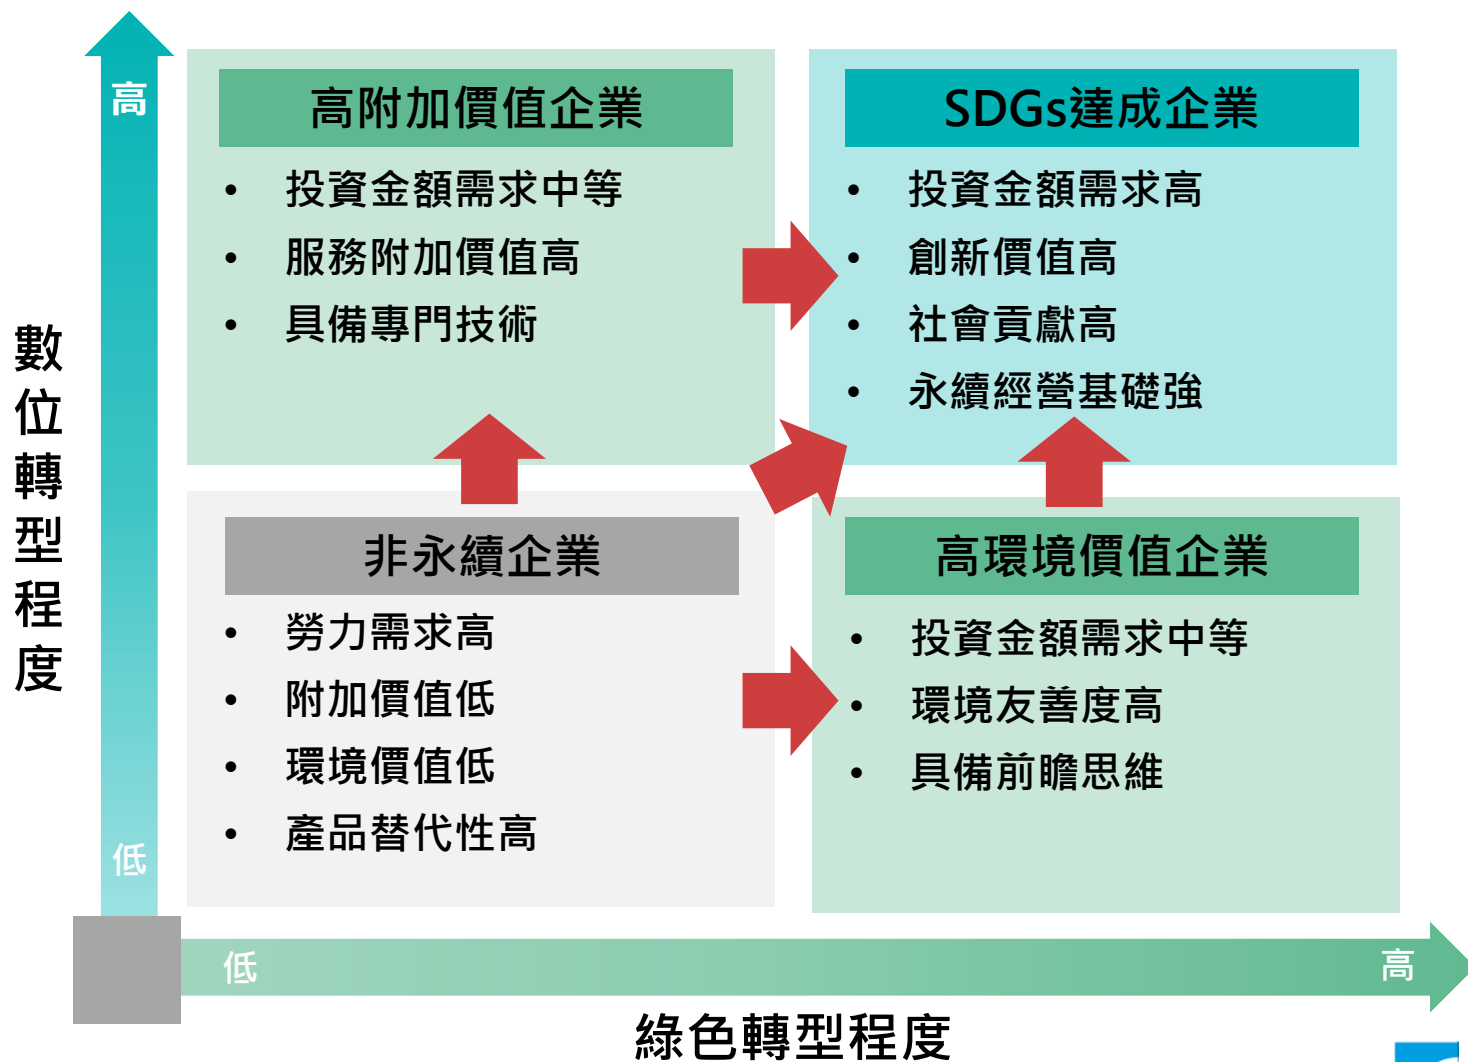 數位轉型程度
高
低
高附加價值企業
• 投資金額需求中等
• 服務附加價值高
• 具備專門技術
SDGs達成企業
• 投資金額需求高
• 創新價值高
• 社會貢獻高
• 永續經營基礎強
非永續企業
• 勞力需求高
• 附加價值低
• 環境價值低
• 產品替代性高
高環境價值企業
• 投資金額需求中等
• 環境友善度高
• 具備前瞻思維
低
高
綠色轉型程度